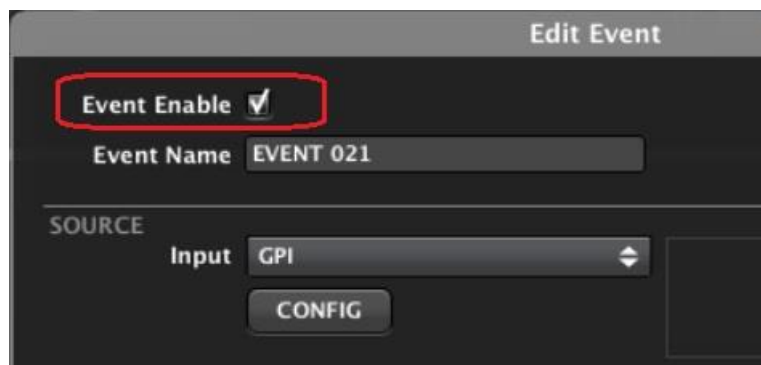 Edit Event
Event Enable
Event Name EVENT 021
SOURCE
Input GPI
CONFIG